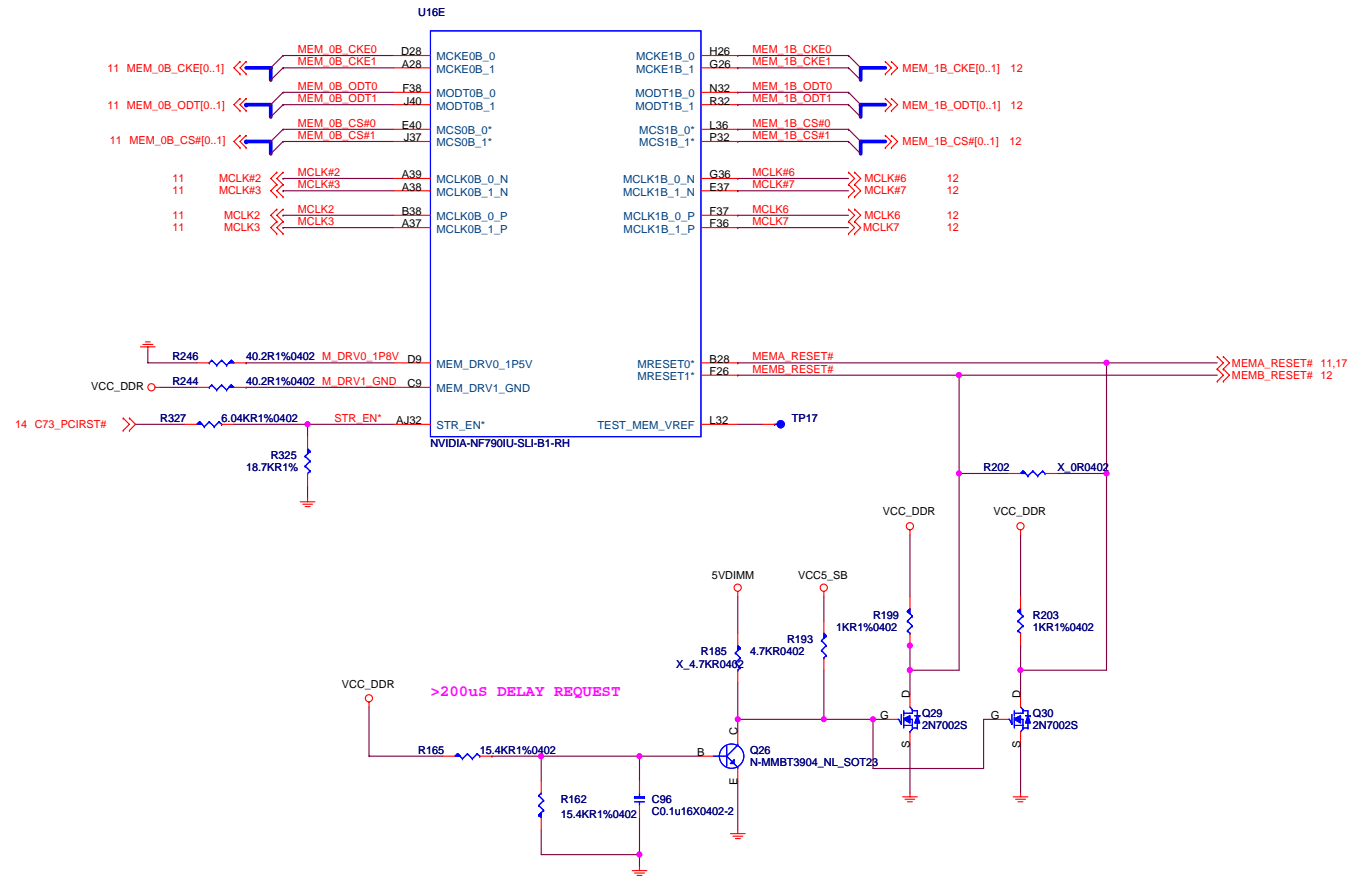 U16E
MEM_0B_CKE0 D28 MCKE0B_0 MCKE1B_0 H26 MEM_1B_CKE0
11 MEM_0B_CKE[0..1] MEM_0B_CKE1 A28 MCKE0B_1 MCKE1B_1 G26 MEM_1B_CKE1 MEM_1B_CKE[0..1] 12
MEM_0B_ODT0 F38 MODT0B_0 MODT1B_0 N32 MEM_1B_ODT0
11 MEM_0B_ODT[0..1] MEM_0B_ODT1 J40 MODT0B_1 MODT1B_1 R32 MEM_1B_ODT1 MEM_1B_ODT[0..1] 12
MEM_0B_CS#0 E40 MCS0B_0* MCS1B_0* L36 MEM_1B_CS#0
11 MEM_0B_CS#[0..1] MEM_0B_CS#1 J37 MCS0B_1* MCS1B_1* P32 MEM_1B_CS#1 MEM_1B_CS#[0..1] 12
11 MCLK#2 MCLK#2 A39 MCLK0B_0_N MCLK1B_0_N G36 MCLK#6 MCLK#6 12
11 MCLK#3 MCLK#3 A38 MCLK0B_1_N MCLK1B_1_N E37 MCLK#7 MCLK#7 12
11 MCLK2 MCLK2 B38 MCLK0B_0_P MCLK1B_0_P F37 MCLK6 MCLK6 12
11 MCLK3 MCLK3 A37 MCLK0B_1_P MCLK1B_1_P F36 MCLK7 MCLK7 12
R246 40.2R1%0402 M_DRV0_1P8V D9 MEM_DRV0_1P5V MRESET0* B28 MEMA_RESET# MEMA_RESET# 11,17
MRESET1* F26 MEMB_RESET# MEMB_RESET# 12
VCC_DDR R244 40.2R1%0402 M_DRV1_GND C9 MEM_DRV1_GND
14 C73_PCIRST# R327 6.04KR1%0402 STR_EN* AJ32 STR_EN* TEST_MEM_VREF L32 TP17
NVIDIA-NF790IU-SLI-B1-RH
R325
18.7KR1%
R202 X_0R0402
VCC_DDR VCC_DDR
5VDIMM VCC5_SB
R199
1KR1%0402
R203
1KR1%0402
R185
X_4.7KR0402
R193
4.7KR0402
VCC_DDR
>200uS DELAY REQUEST
D D
G Q29
2N7002S
G Q30
2N7002S
S S
C
R165 15.4KR1%0402 B Q26
N-MMBT3904_NL_SOT23
E
R162
15.4KR1%0402
C96
C0.1u16X0402-2